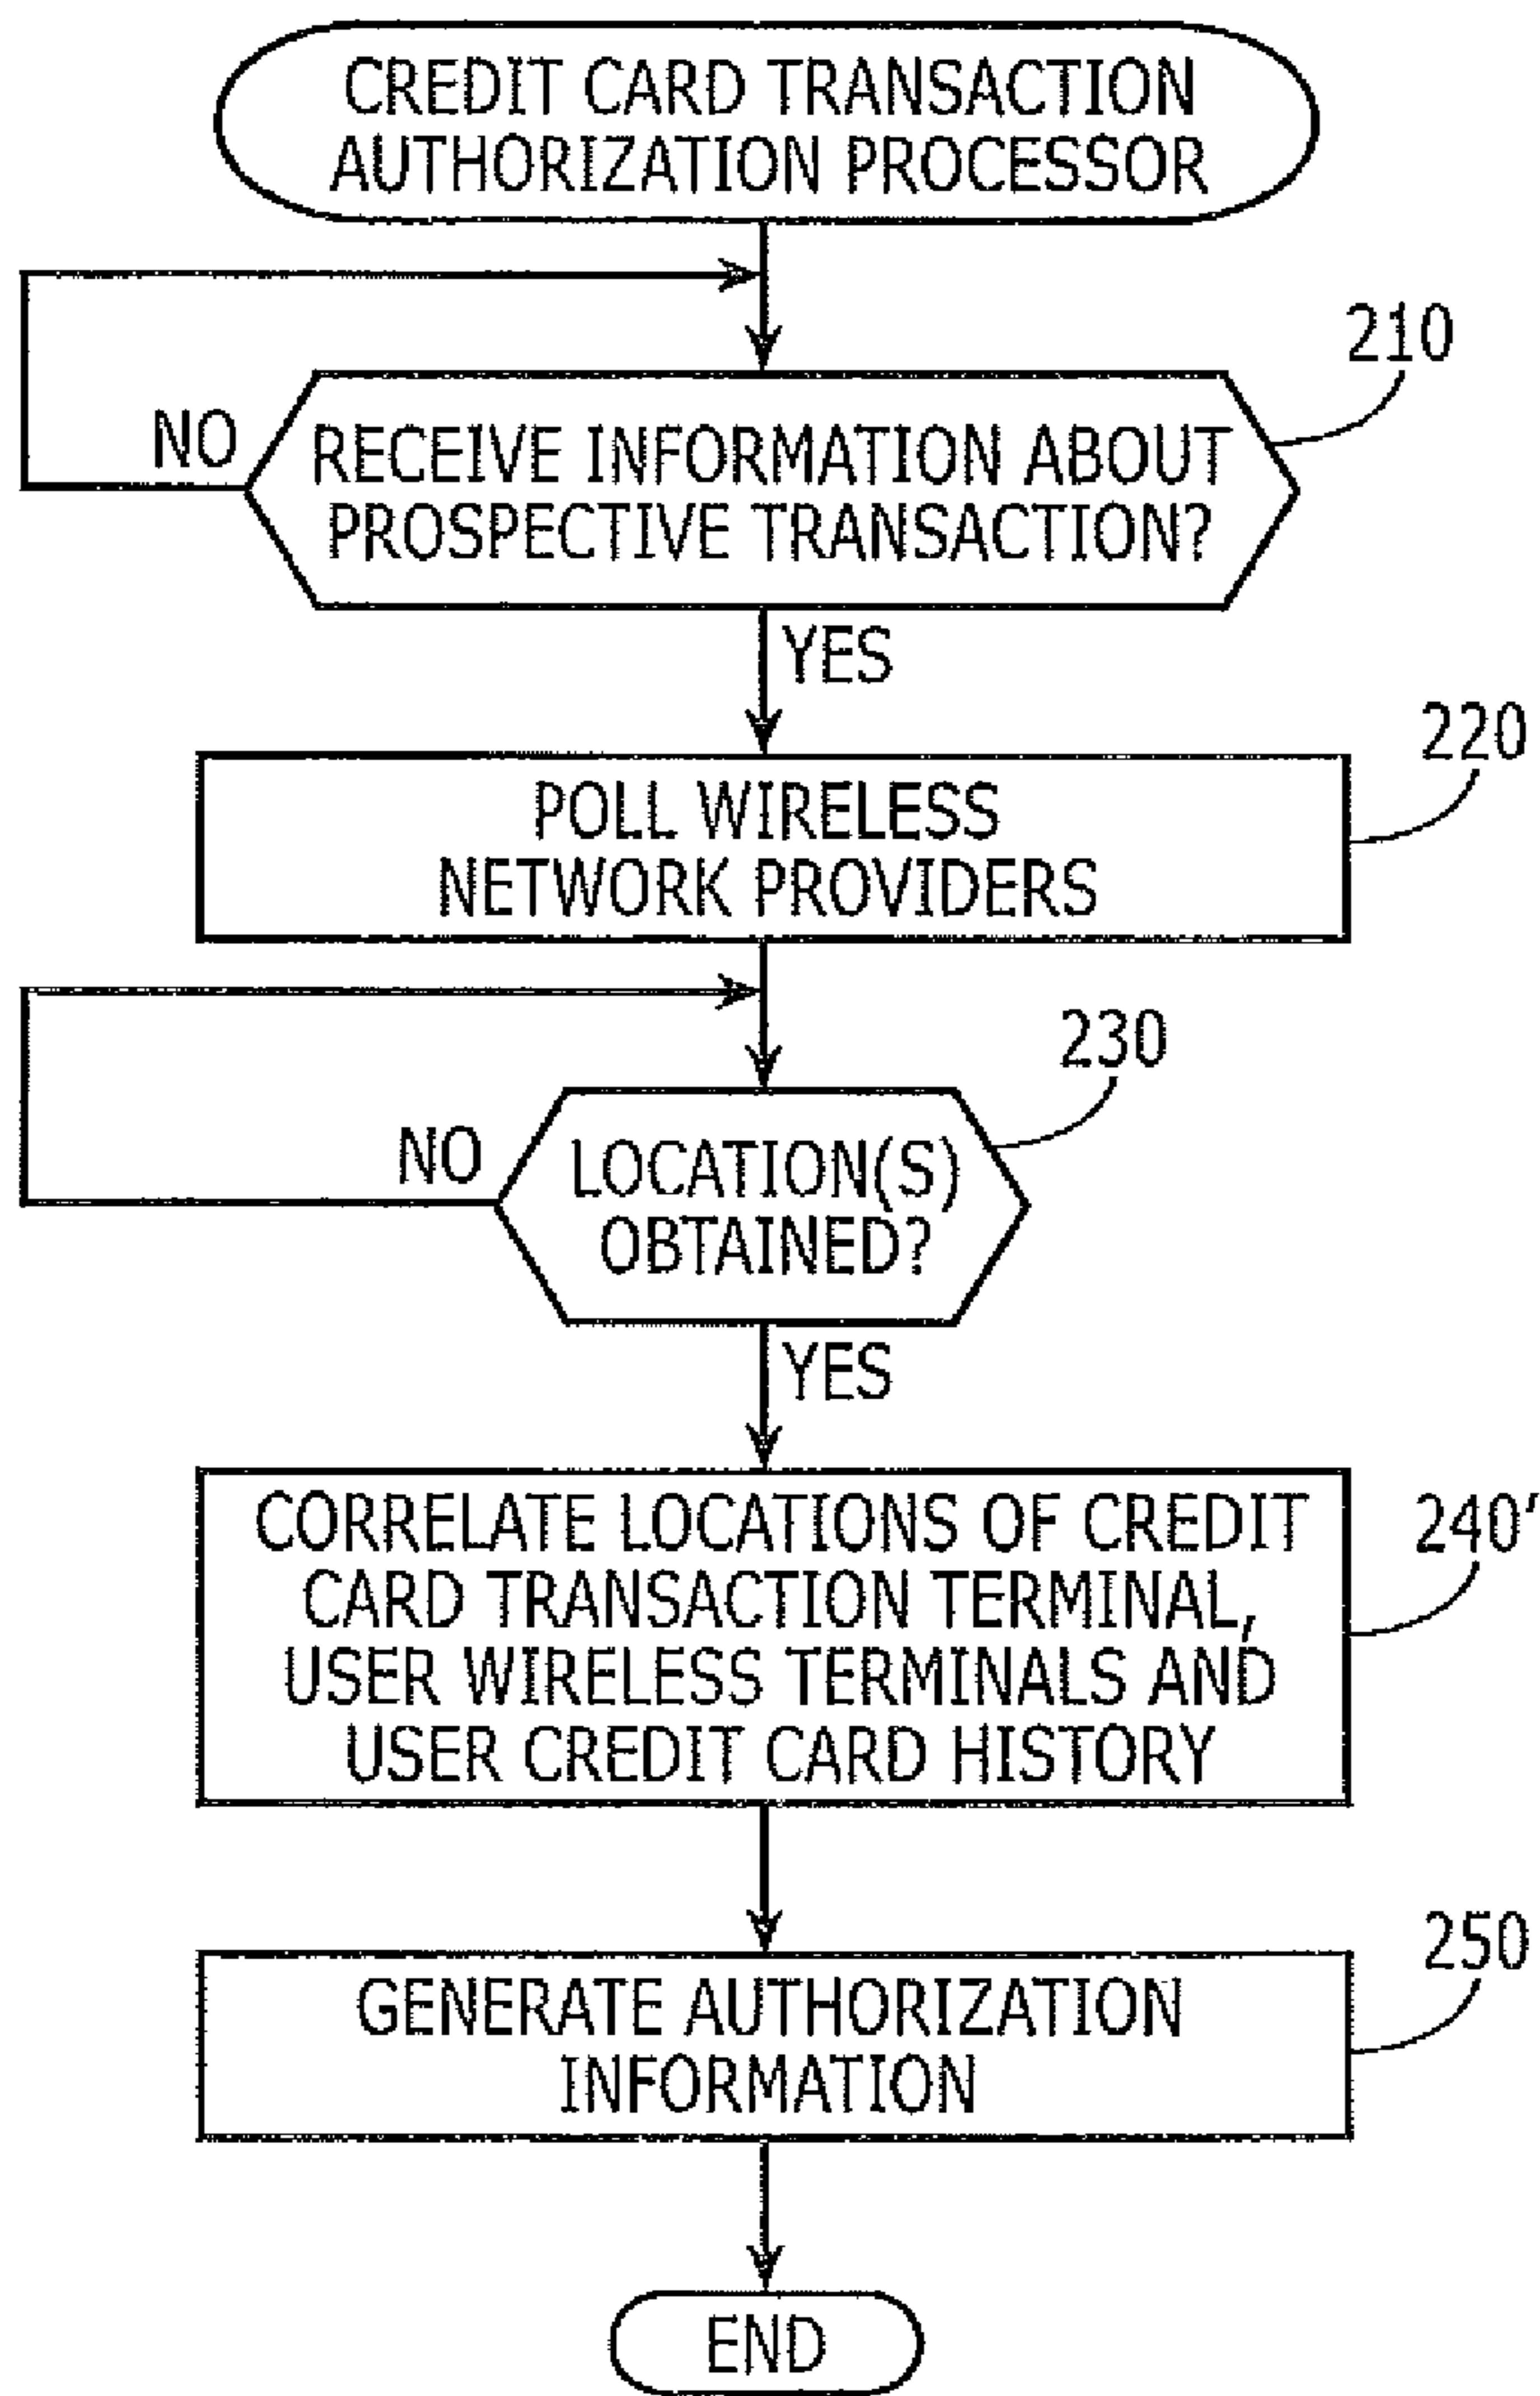 CREDIT CARD TRANSACTION
AUTHORIZATION PROCESSOR
210
NO
RECEIVE INFORMATION ABOUT
PROSPECTIVE TRANSACTION?
YES
220
POLL WIRELESS
NETWORK PROVIDERS
230
NO
LOCATION(S)
OBTAINED?
YES
240'
CORRELATE LOCATIONS OF CREDIT
CARD TRANSACTION TERMINAL,
USER WIRELESS TERMINALS AND
USER CREDIT CARD HISTORY
250
GENERATE AUTHORIZATION
INFORMATION
END